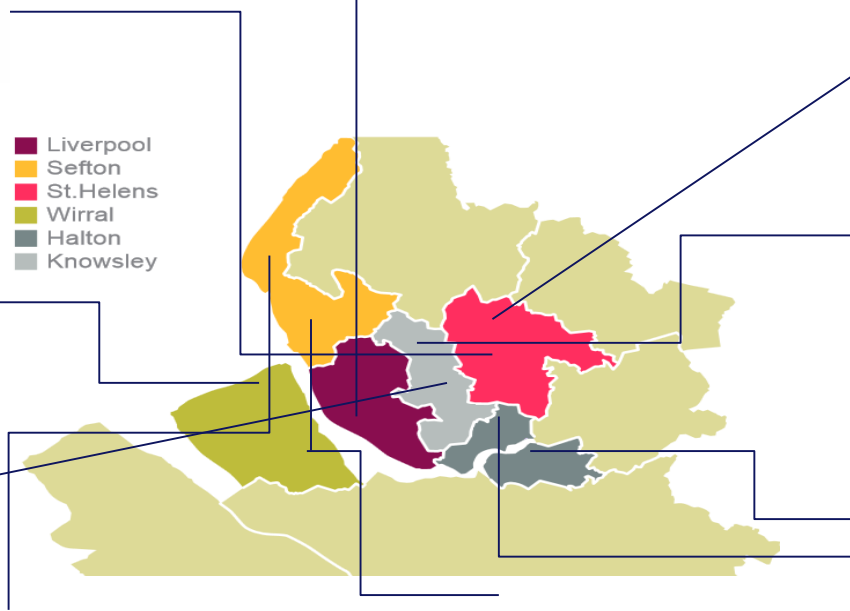 Liverpool
Sefton
St.Helens
Wirral
Halton
Knowsley